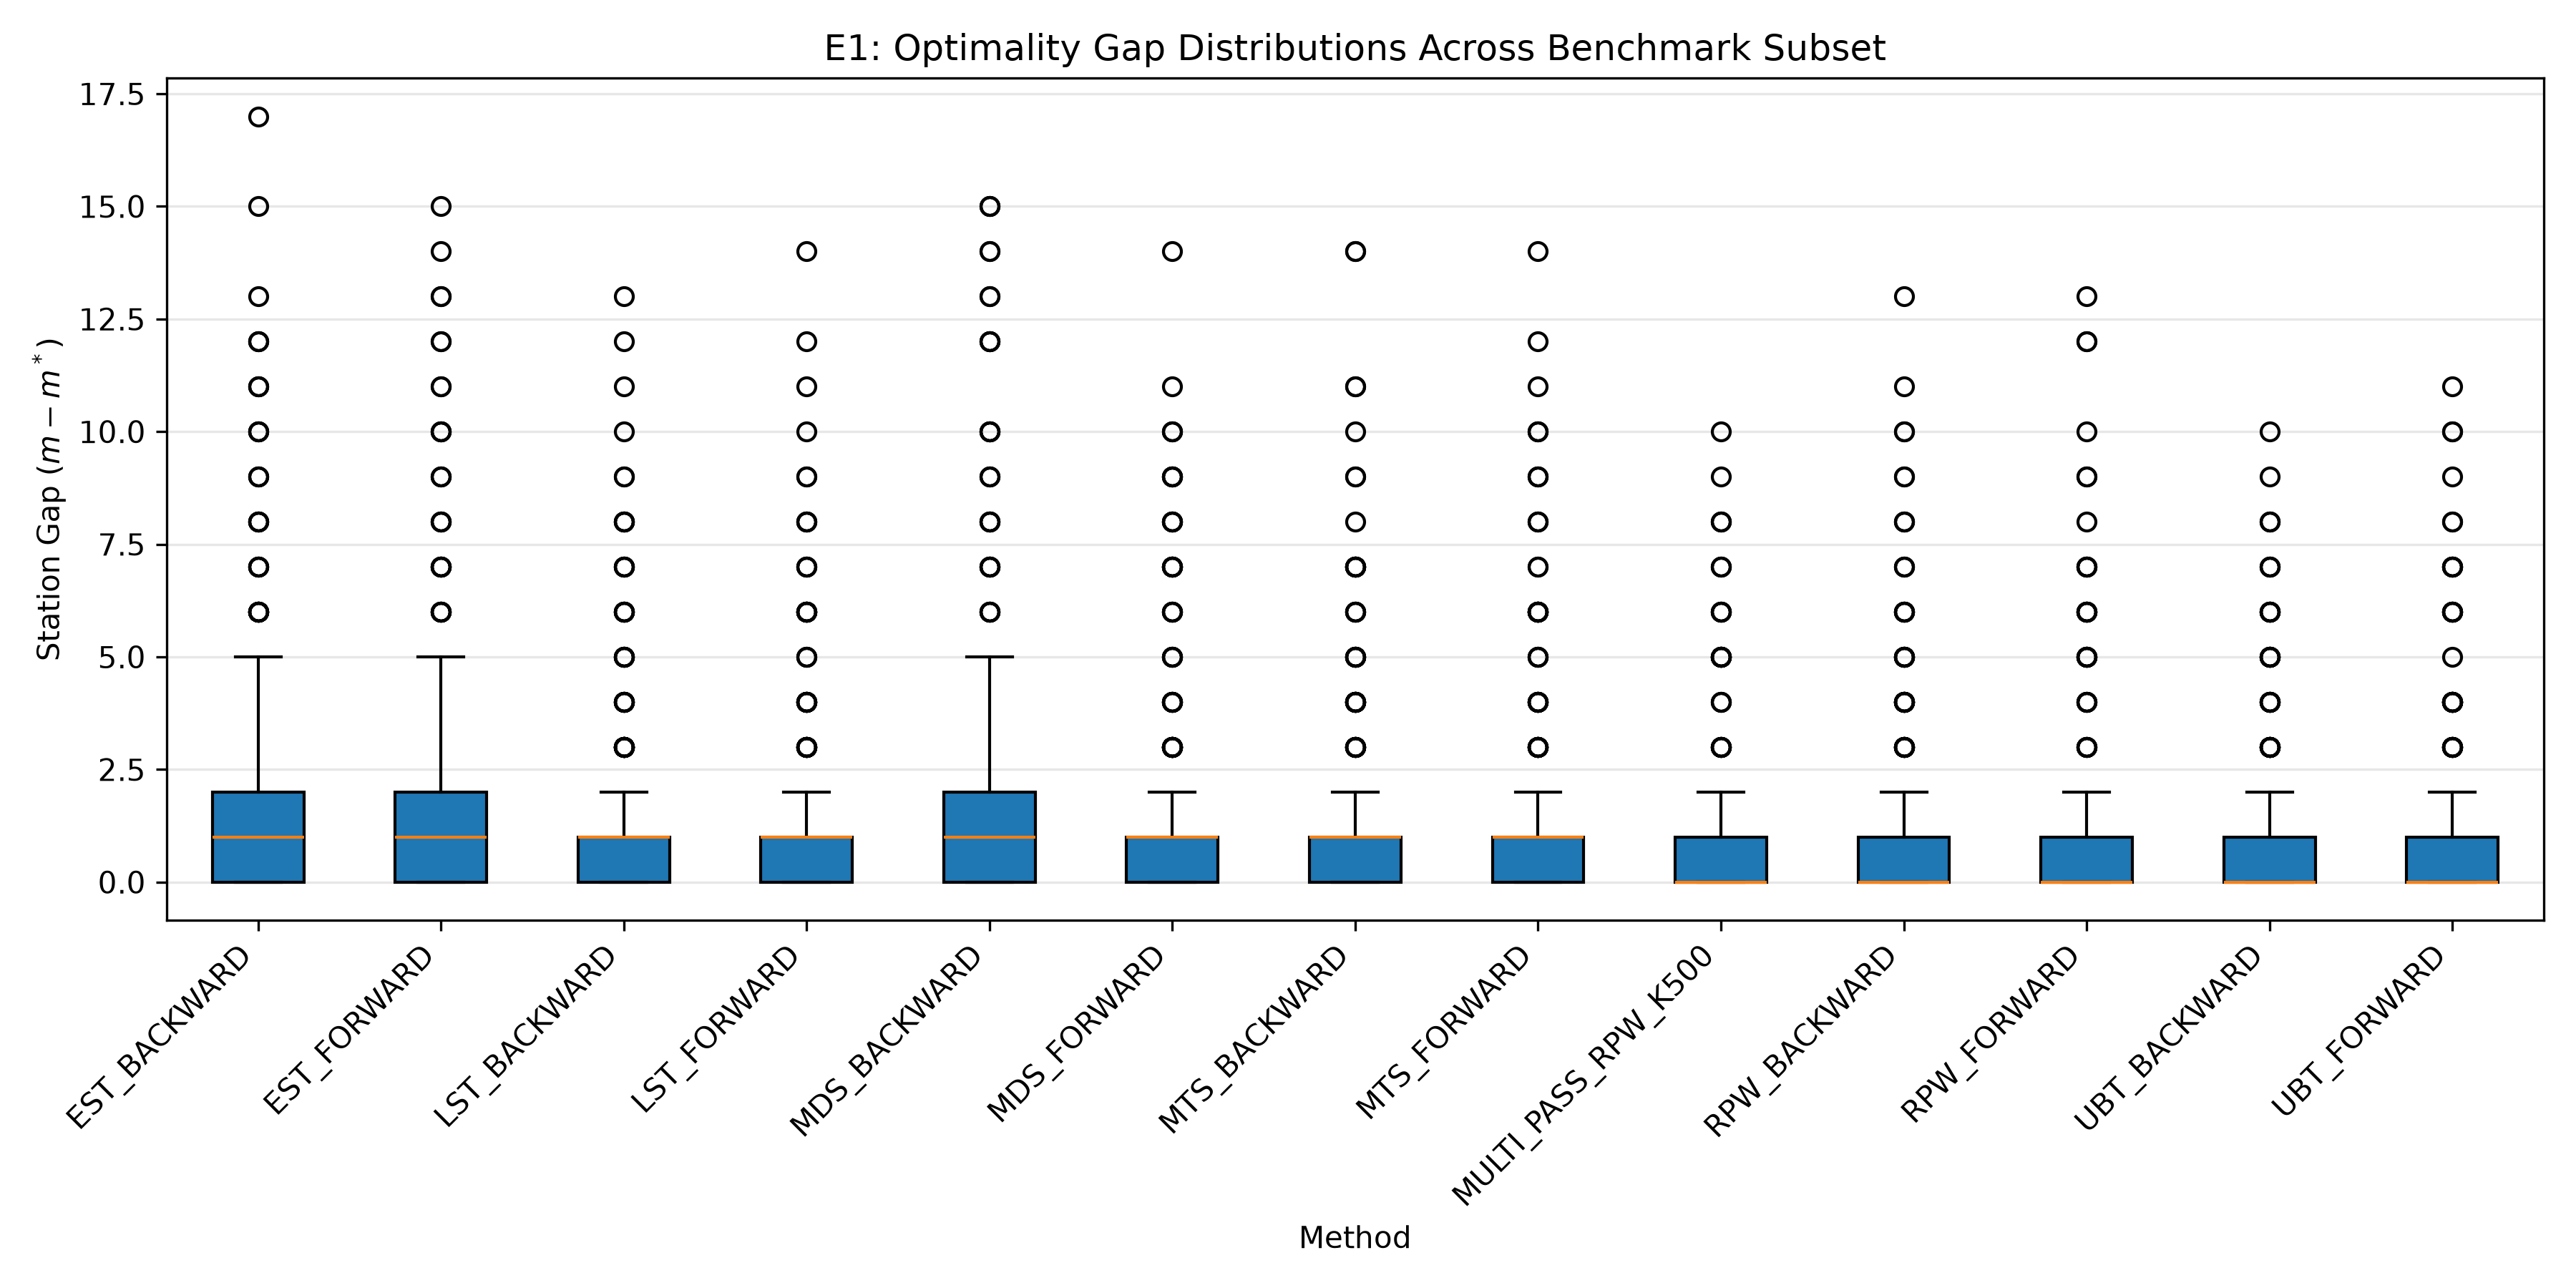 E1: Optimality Gap Distributions Across Benchmark Subset
Station Gap (m − m*)
17.5
15.0
12.5
10.0
7.5
5.0
2.5
0.0
EST_BACKWARD
EST_FORWARD
LST_BACKWARD
LST_FORWARD
MDS_BACKWARD
MDS_FORWARD
MTS_BACKWARD
MTS_FORWARD
MULTI_PASS_RPW_K500
RPW_BACKWARD
RPW_FORWARD
UBT_BACKWARD
UBT_FORWARD
Method